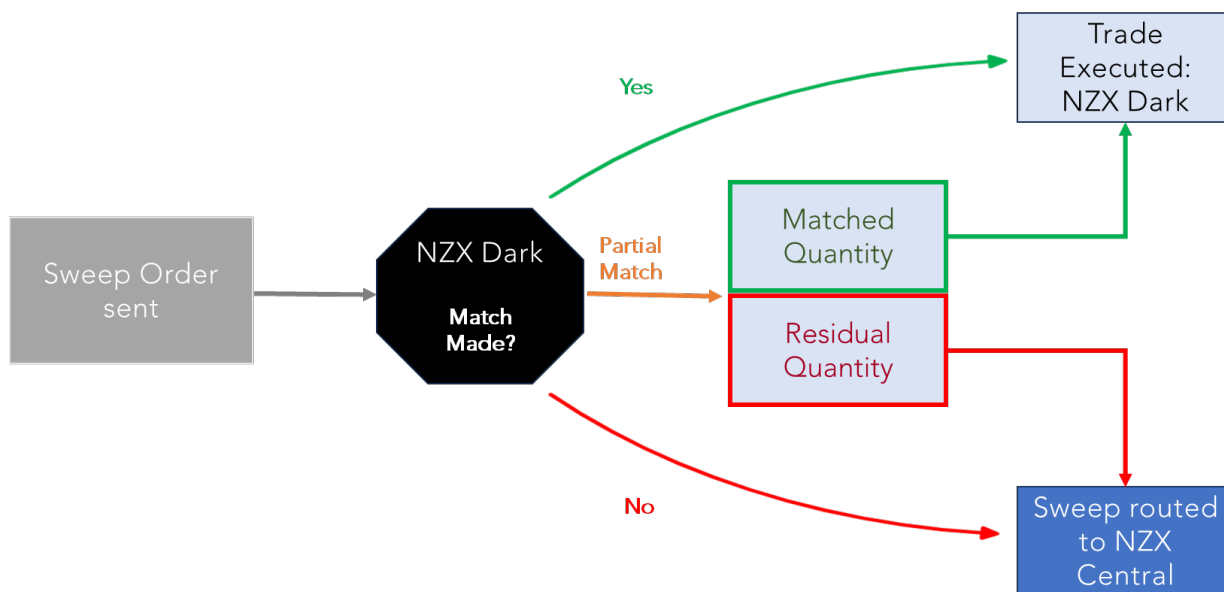 Sweep Order
sent
NZX Dark
Match
Made?
Yes
Partial
Match
No
Matched
Quantity
Residual
Quantity
Trade
Executed:
NZX Dark
Sweep routed
to NZX
Central